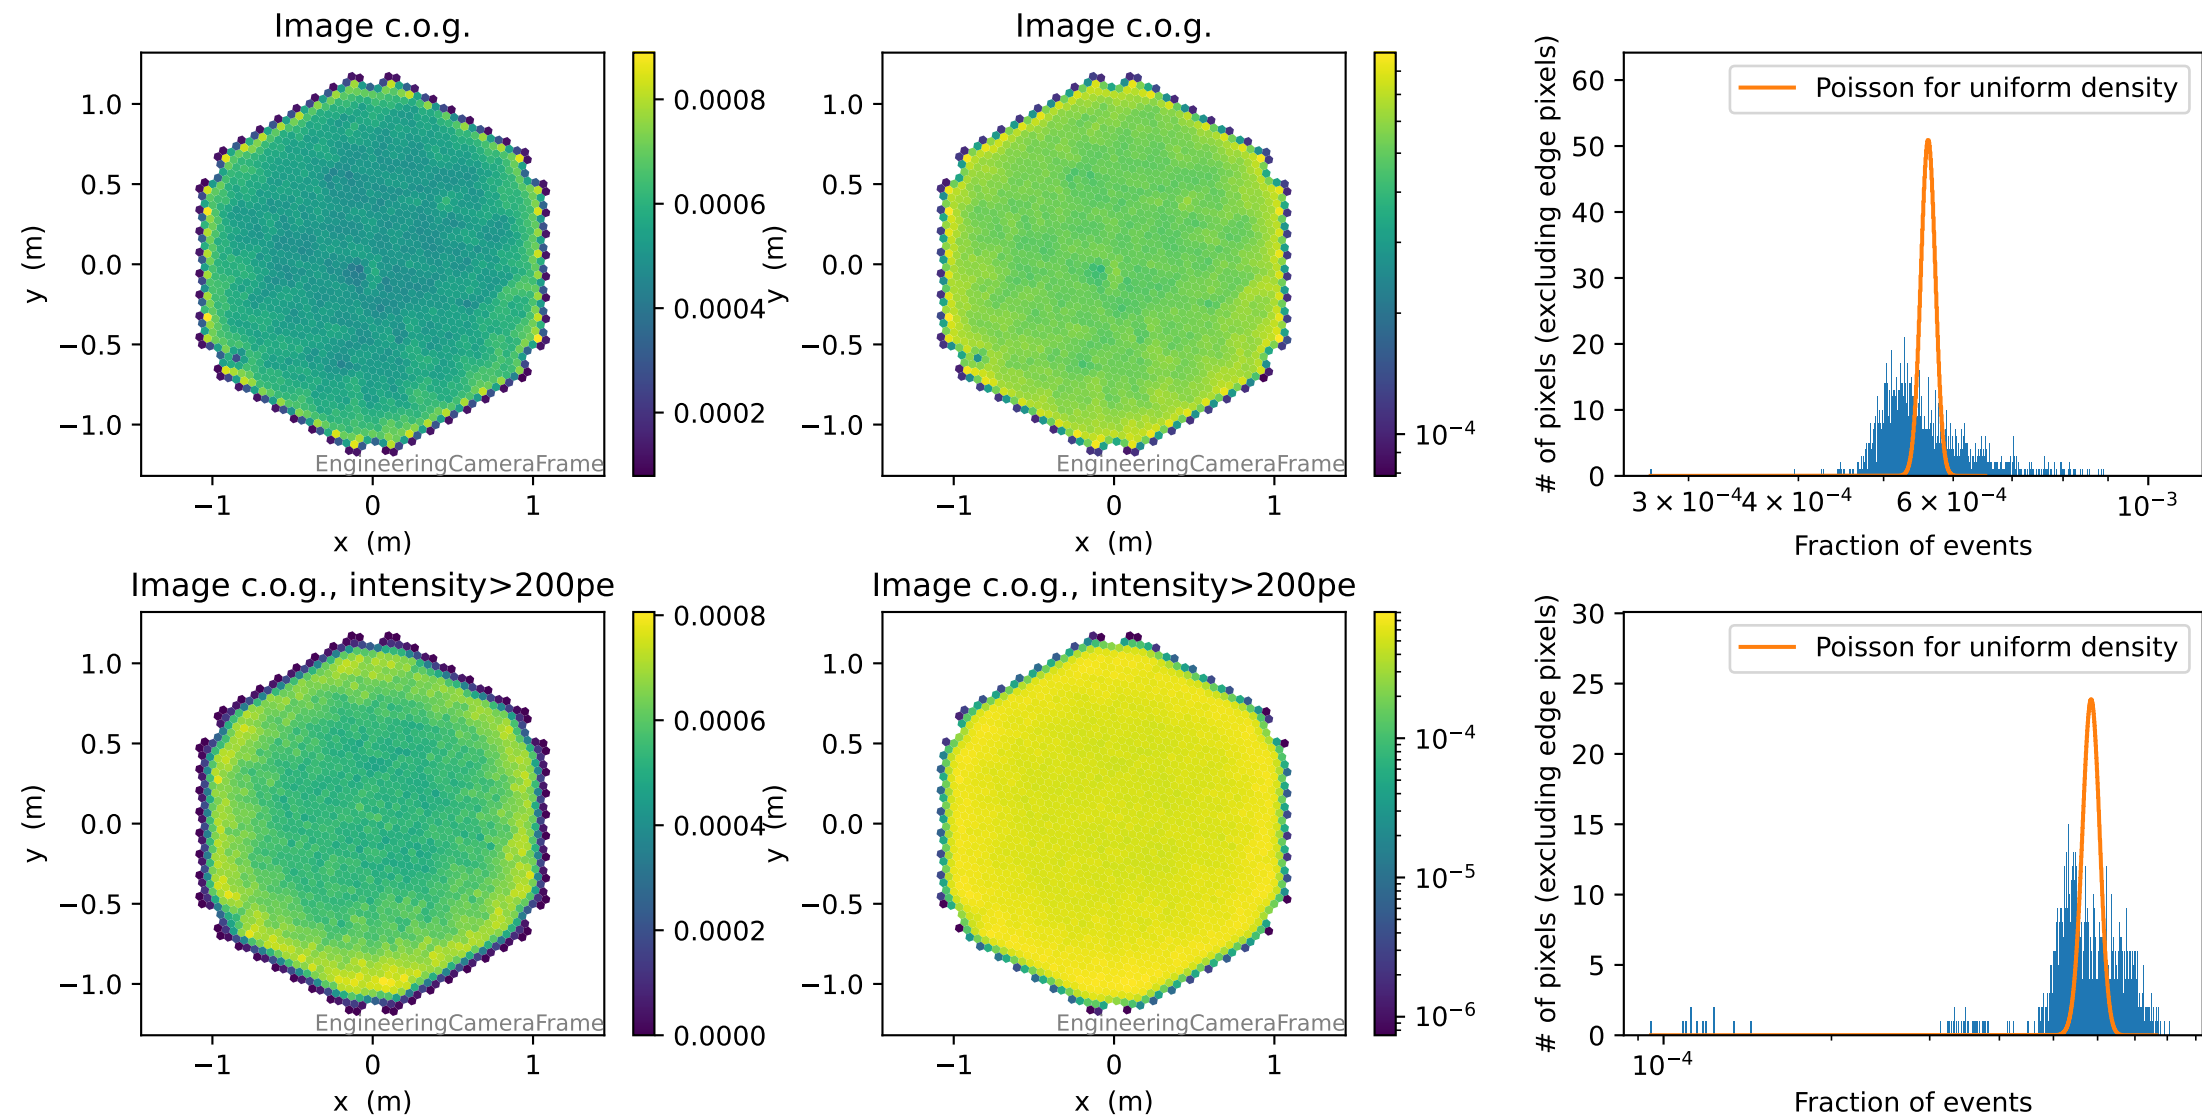 Image c.o.g.
1.0
0.5
0.0
−0.5
−1.0
y (m)
−1 0 1
x (m)
EngineeringCameraFrame
0.0008
0.0006
0.0004
0.0002
Image c.o.g.
1.0
0.5
0.0
−0.5
−1.0
y (m)
−1 0 1
x (m)
EngineeringCameraFrame
10⁻⁴
# of pixels (excluding edge pixels)
60
50
40
30
20
10
0
Poisson for uniform density
3 × 10⁻⁴ 4 × 10⁻⁴ 6 × 10⁻⁴ 10⁻³
Fraction of events
Image c.o.g., intensity>200pe
1.0
0.5
0.0
−0.5
−1.0
y (m)
−1 0 1
x (m)
EngineeringCameraFrame
0.0008
0.0006
0.0004
0.0002
0.0000
Image c.o.g., intensity>200pe
1.0
0.5
0.0
−0.5
−1.0
y (m)
−1 0 1
x (m)
EngineeringCameraFrame
10⁻⁴
10⁻⁵
10⁻⁶
# of pixels (excluding edge pixels)
30
25
20
15
10
5
0
Poisson for uniform density
10⁻⁴
Fraction of events